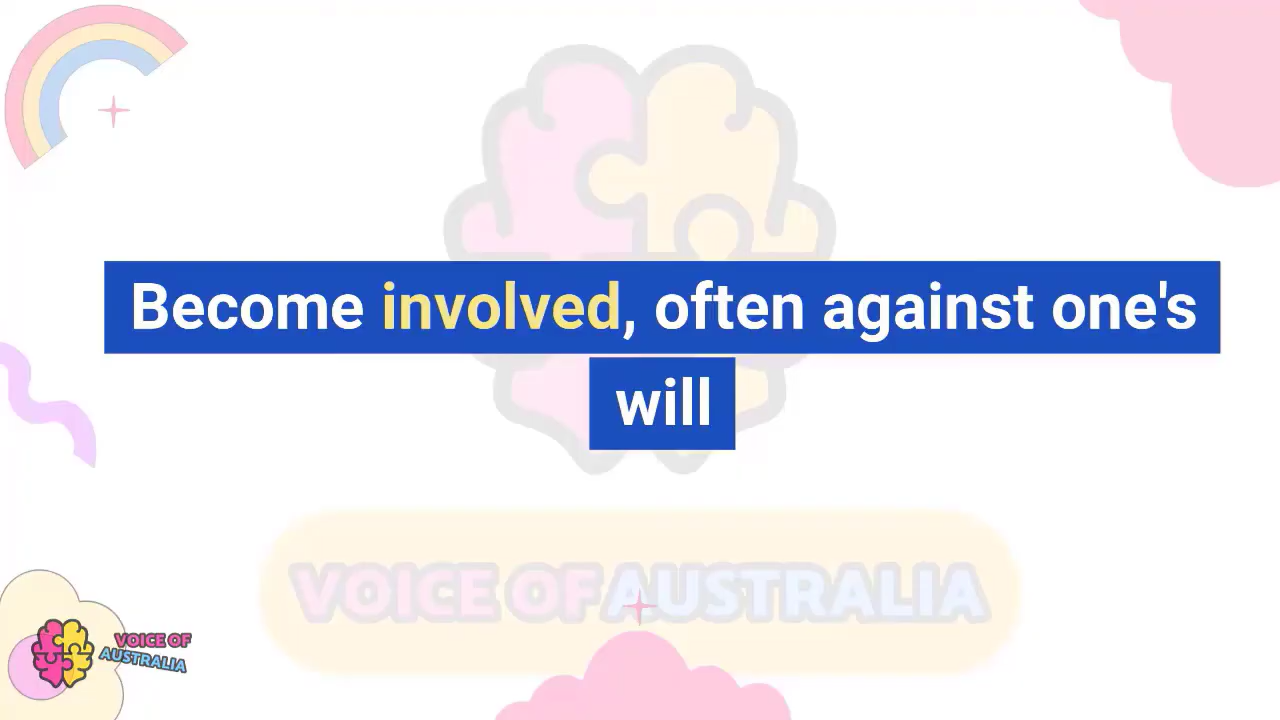 Become involved, often against one's
will
VOICE OF AUSTRALIA
VOICE OF
AUSTRALIA